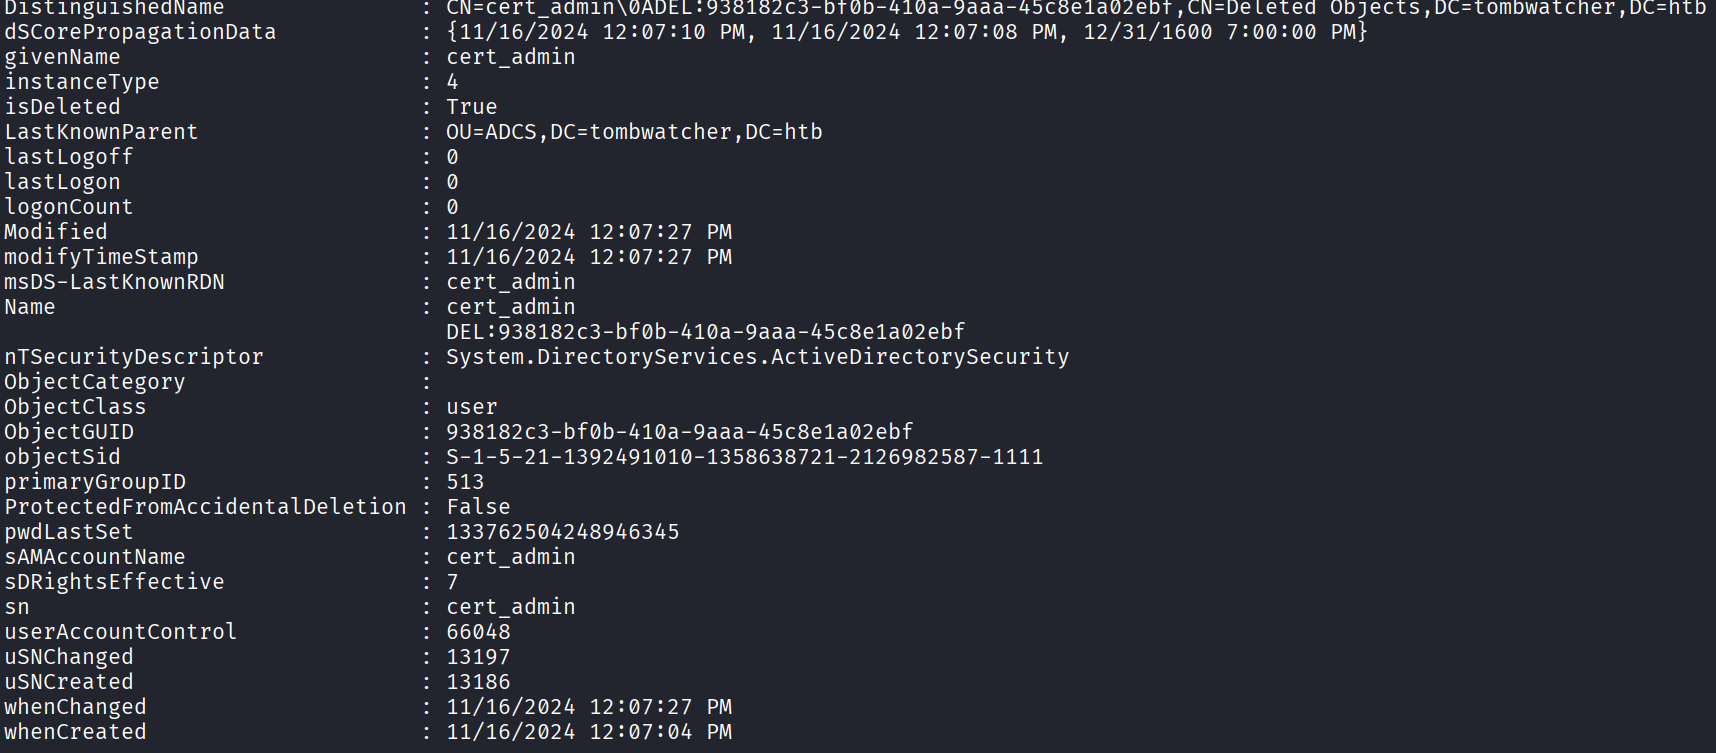 DistinguishedName : CN=cert_admin\0ADEL:938182c3-bf0b-410a-9aaa-45c8e1a02ebf,CN=Deleted Objects,DC=tombwatcher,DC=htb
dSCorePropagationData : {11/16/2024 12:07:10 PM, 11/16/2024 12:07:08 PM, 12/31/1600 7:00:00 PM}
givenName : cert_admin
instanceType : 4
isDeleted : True
LastKnownParent : OU=ADCS,DC=tombwatcher,DC=htb
lastLogoff : 0
lastLogon : 0
logonCount : 0
Modified : 11/16/2024 12:07:27 PM
modifyTimeStamp : 11/16/2024 12:07:27 PM
msDS-LastKnownRDN : cert_admin
Name : cert_admin
DEL:938182c3-bf0b-410a-9aaa-45c8e1a02ebf
nTSecurityDescriptor : System.DirectoryServices.ActiveDirectorySecurity
ObjectCategory :
ObjectClass : user
ObjectGUID : 938182c3-bf0b-410a-9aaa-45c8e1a02ebf
objectSid : S-1-5-21-1392491010-1358638721-2126982587-1111
primaryGroupID : 513
ProtectedFromAccidentalDeletion : False
pwdLastSet : 133762504248946345
sAMAccountName : cert_admin
sDRightsEffective : 7
sn : cert_admin
userAccountControl : 66048
uSNChanged : 13197
uSNCreated : 13186
whenChanged : 11/16/2024 12:07:27 PM
whenCreated : 11/16/2024 12:07:04 PM